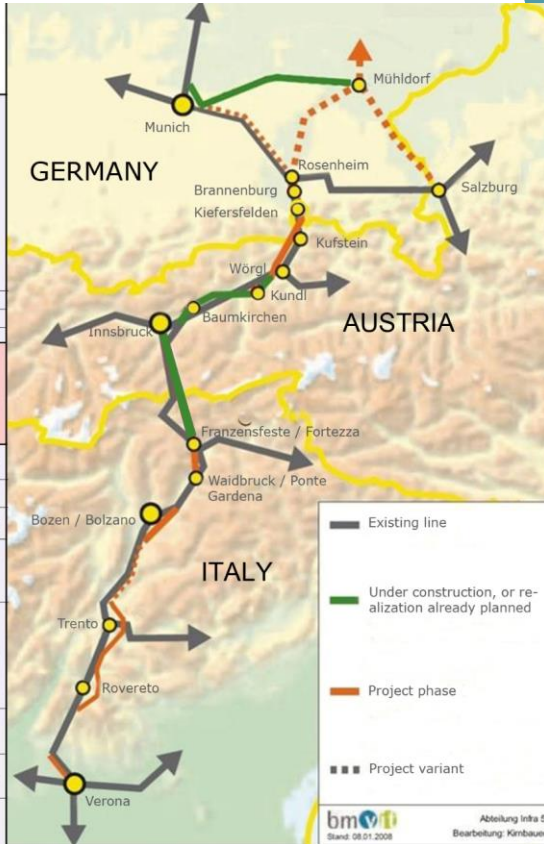 Mühldorf
Munich
GERMANY
Rosenheim
Brannenburg
Salzburg
Kiefersfelden
Kufstein
Wörgl
Kundl
Baumkirchen
AUSTRIA
Innsbruck
Franzensfeste / Fortezza
Waidbruck / Ponte
Gardena
Bozen / Bolzano
Existing line
ITALY
Under construction, or re-
alization already planned
Trento
Rovereto
Project phase
Project variant
Verona
bmvit
Abteilung Infra 5
Stand: 08.01.2008
Bearbeitung: Kirnbauer